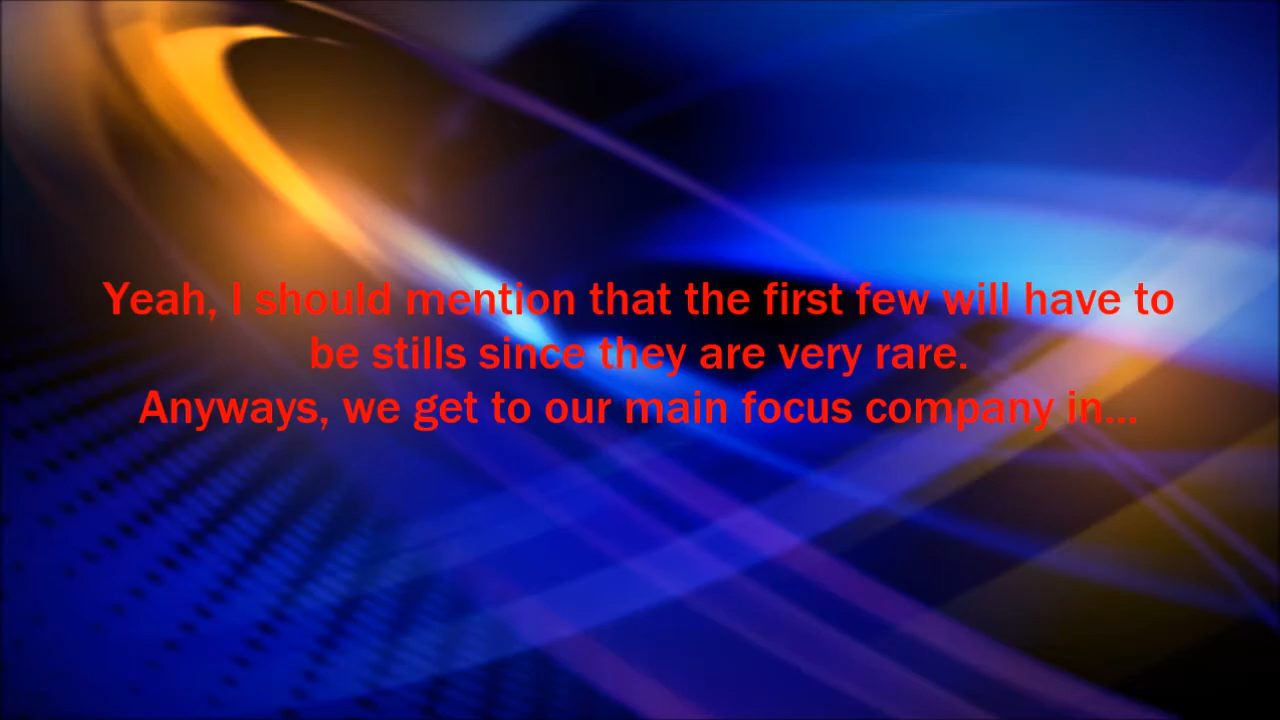 Yeah, I should mention that the first few will have to
be stills since they are very rare.
Anyways, we get to our main focus company in...